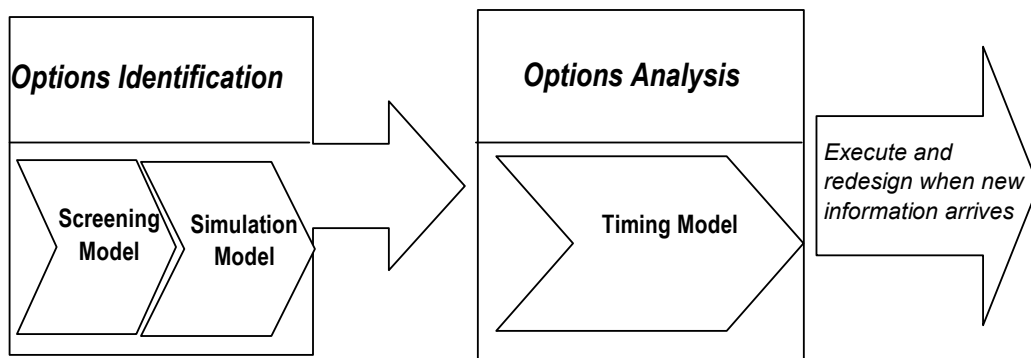 Options Identification
Screening
Model
Simulation
Model
Options Analysis
Timing Model
Execute and
redesign when new
information arrives